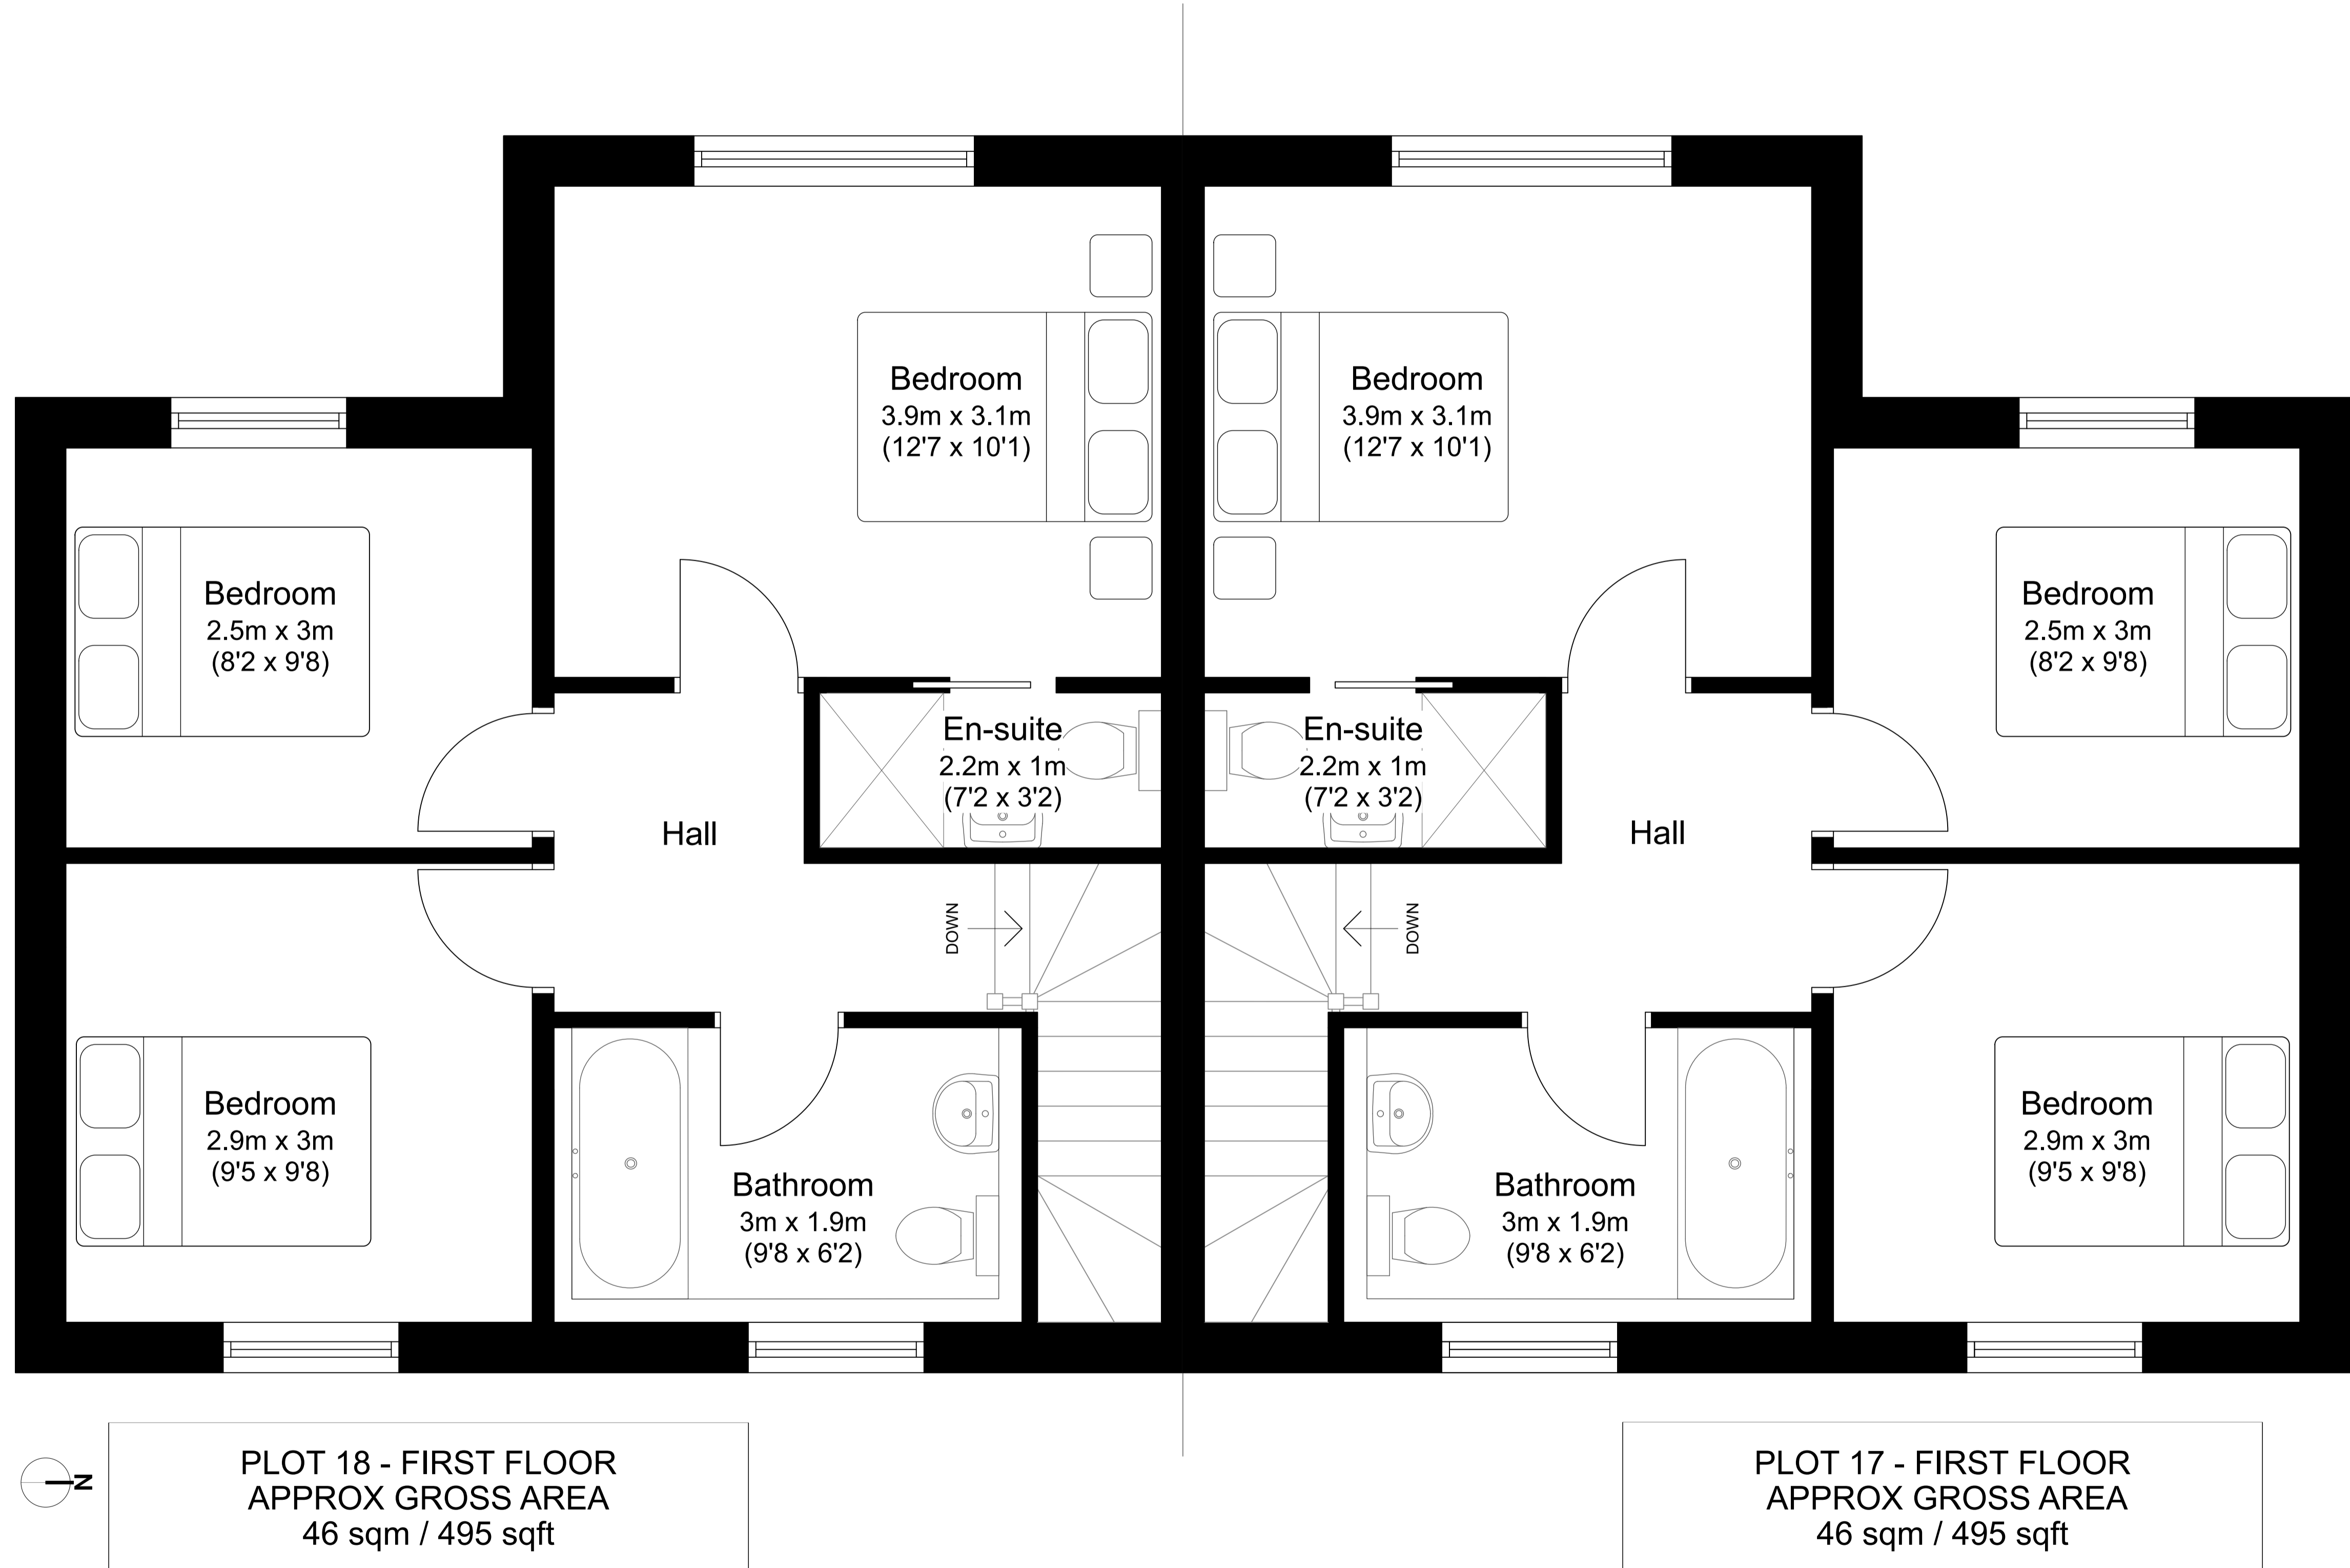 Bedroom
3.9m x 3.1m
(12'7 x 10'1)
Bedroom
3.9m x 3.1m
(12'7 x 10'1)
Bedroom
2.5m x 3m
(8'2 x 9'8)
Bedroom
2.5m x 3m
(8'2 x 9'8)
En-suite
2.2m x 1m
(7'2 x 3'2)
En-suite
2.2m x 1m
(7'2 x 3'2)
Hall
Hall
DOWN
DOWN
Bedroom
2.9m x 3m
(9'5 x 9'8)
Bathroom
3m x 1.9m
(9'8 x 6'2)
Bathroom
3m x 1.9m
(9'8 x 6'2)
Bedroom
2.9m x 3m
(9'5 x 9'8)
N
PLOT 18 - FIRST FLOOR
APPROX GROSS AREA
46 sqm / 495 sqft
PLOT 17 - FIRST FLOOR
APPROX GROSS AREA
46 sqm / 495 sqft